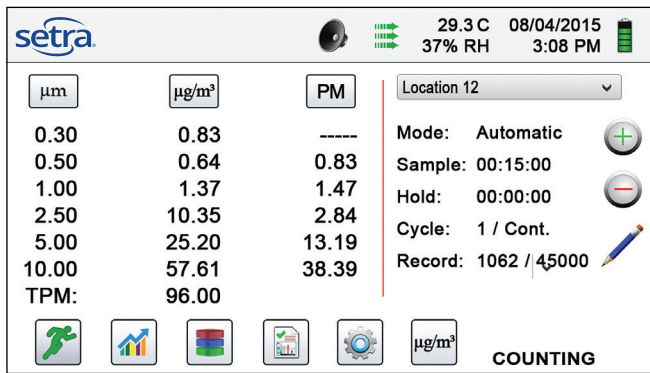 setra
29.3 C 08/04/2015
37% RH 3:08 PM
µm µg/m³ PM
0.30 0.83 -----
0.50 0.64 0.83
1.00 1.37 1.47
2.50 10.35 2.84
5.00 25.20 13.19
10.00 57.61 38.39
TPM: 96.00
Location 12
Mode: Automatic
Sample: 00:15:00
Hold: 00:00:00
Cycle: 1 / Cont.
Record: 1062 / 45000
µg/m³
COUNTING